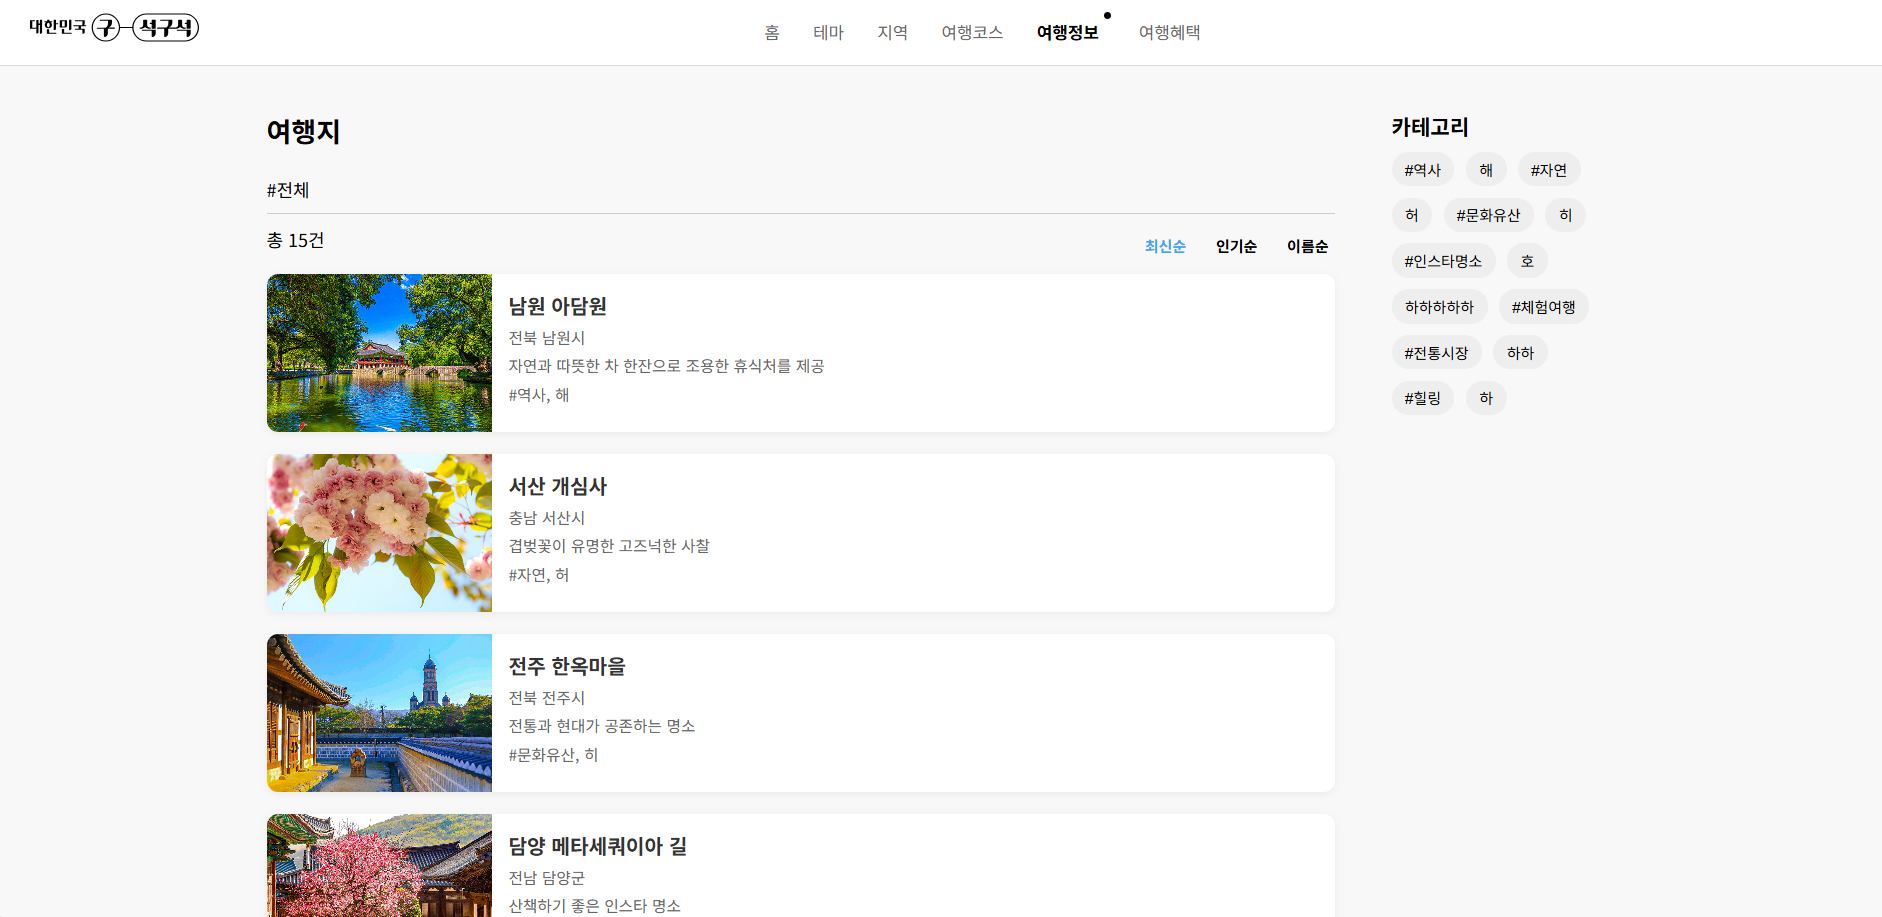 대한민국 구석구석
홈 테마 지역 여행코스 여행정보 여행혜택
여행지
#전체
총 15건
최신순 인기순 이름순
남원 아담원
전북 남원시
자연과 따뜻한 차 한잔으로 조용한 휴식처를 제공
#역사, 해
서산 개심사
충남 서산시
겹벚꽃이 유명한 고즈넉한 사찰
#자연, 허
전주 한옥마을
전북 전주시
전통과 현대가 공존하는 명소
#문화유산, 히
담양 메타세쿼이아 길
전남 담양군
산책하기 좋은 인스타 명소
카테고리
#역사 해 #자연
허 #문화유산 히
#인스타명소 호
하하하하하 #체험여행
#전통시장 하하
#힐링 하